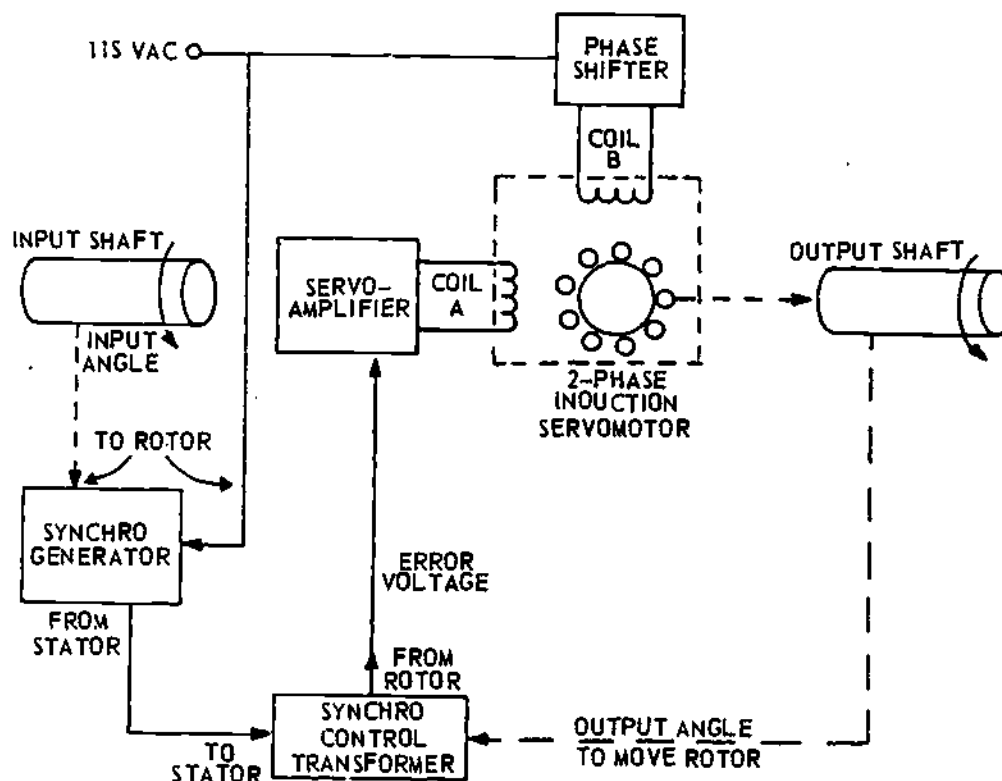 115 VAC
PHASE
SHIFTER
COIL
B
INPUT SHAFT
SERVO-
AMPLIFIER
COIL
A
OUTPUT SHAFT
INPUT
ANGLE
2-PHASE
INDUCTION
SERVOMOTOR
TO ROTOR
SYNCHRO
GENERATOR
ERROR
VOLTAGE
FROM
STATOR
FROM
ROTOR
SYNCHRO
CONTROL
TRANSFORMER
TO
STATOR
OUTPUT ANGLE
TO MOVE ROTOR